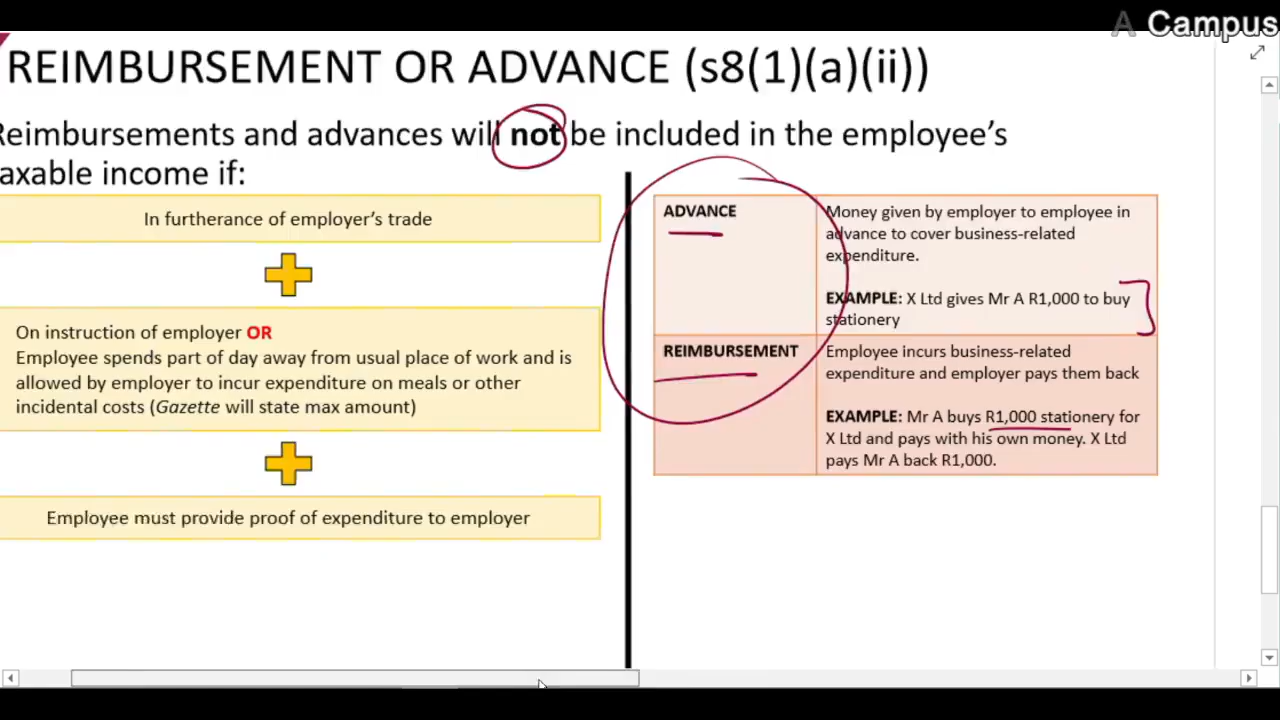 A Campus
REIMBURSEMENT OR ADVANCE (s8(1)(a)(ii))
Reimbursements and advances will not be included in the employee's
axable income if:
In furtherance of employer's trade
On instruction of employer OR
Employee spends part of day away from usual place of work and is
allowed by employer to incur expenditure on meals or other
incidental costs (Gazette will state max amount)
Employee must provide proof of expenditure to employer
ADVANCE
Money given by employer to employee in
advance to cover business-related
expenditure.
EXAMPLE: X Ltd gives Mr A R1,000 to buy
stationery
REIMBURSEMENT
Employee incurs business-related
expenditure and employer pays them back
EXAMPLE: Mr A buys R1,000 stationery for
X Ltd and pays with his own money. X Ltd
pays Mr A back R1,000.